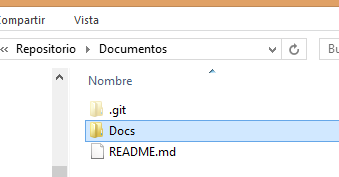 Compartir Vista
Repositorio Documentos
Nombre
.git
Docs
README.md